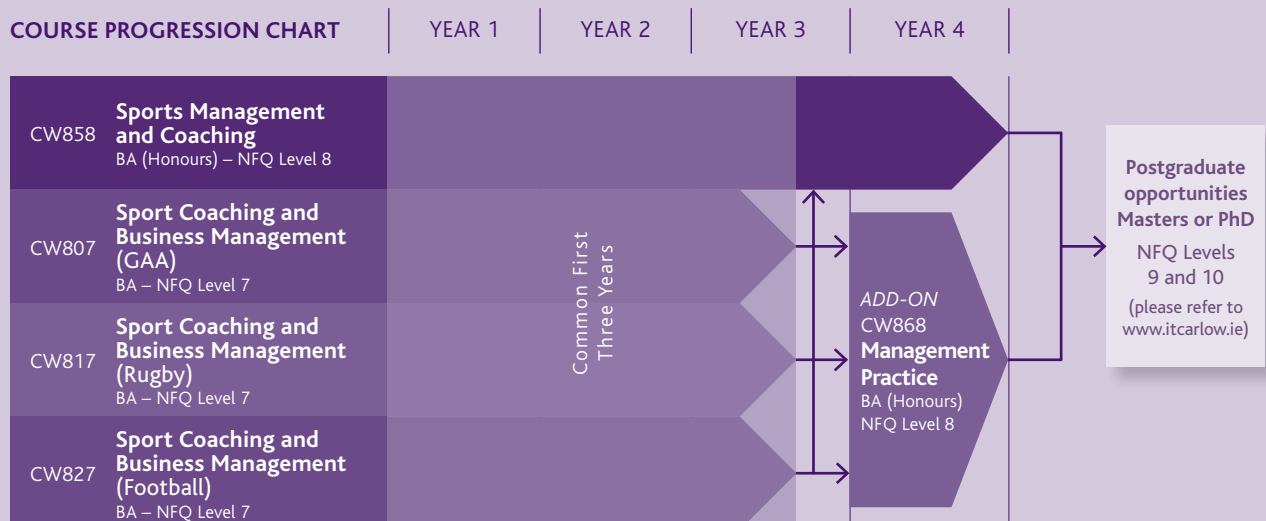 COURSE PROGRESSION CHART
YEAR 1
YEAR 2
YEAR 3
YEAR 4
CW858
Sports Management
and Coaching
BA (Honours) – NFQ Level 8
CW807
Sport Coaching and
Business Management
(GAA)
BA – NFQ Level 7
CW817
Sport Coaching and
Business Management
(Rugby)
BA – NFQ Level 7
CW827
Sport Coaching and
Business Management
(Football)
BA – NFQ Level 7
Common First
Three Years
ADD-ON
CW868
Management
Practice
BA (Honours)
NFQ Level 8
Postgraduate
opportunities
Masters or PhD
NFQ Levels
9 and 10
(please refer to
www.itcarlow.ie)